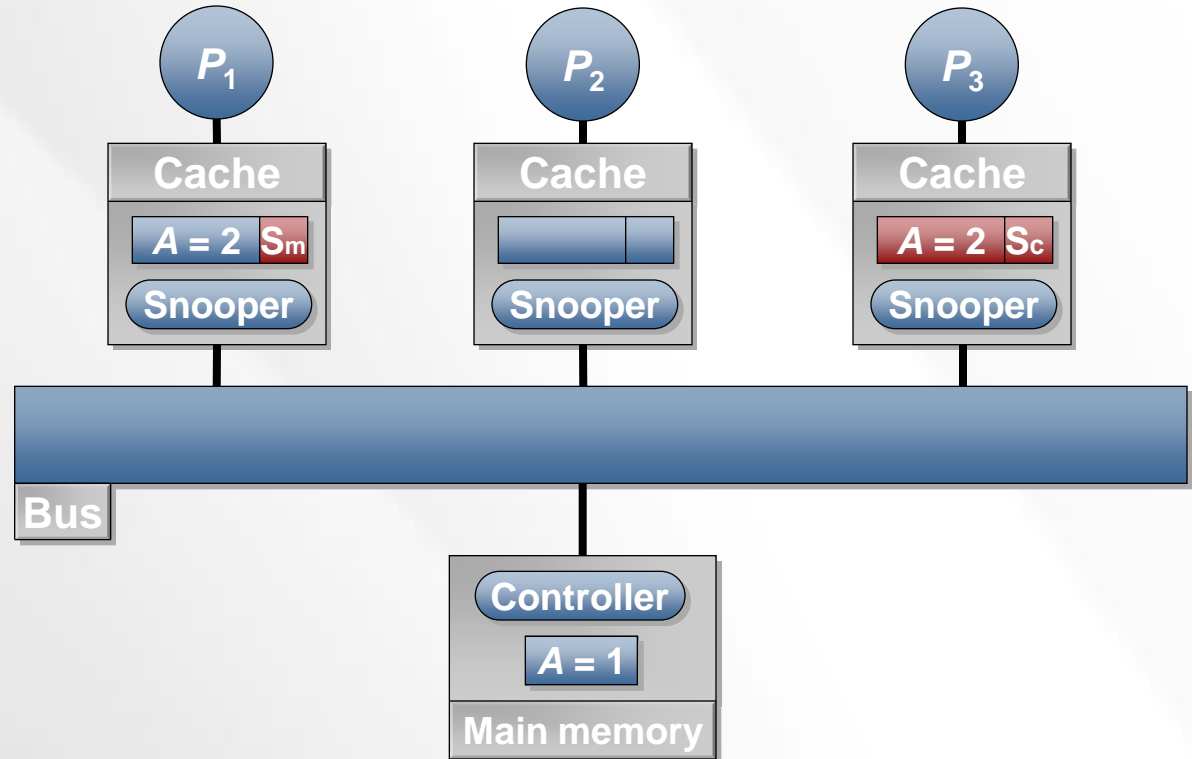 P1
P2
P3
Cache
Cache
Cache
A = 2 Sm
A = 2 Sc
Snooper
Snooper
Snooper
Bus
Controller
A = 1
Main memory